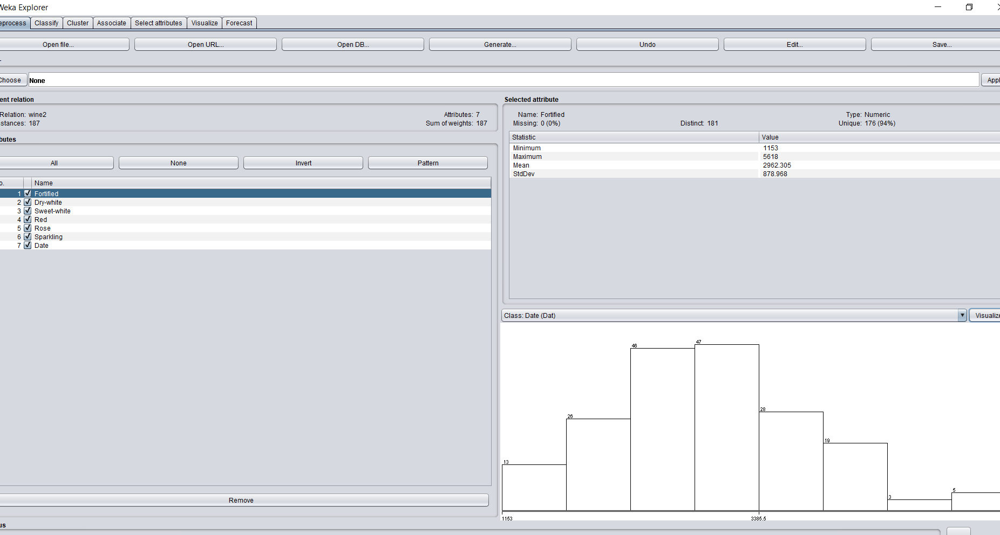 Weka Explorer
eprocess Classify Cluster Associate Select attributes Visualize Forecast
Open file... Open URL... Open DB... Generate... Undo Edit... Save...
Choose None Appl
ent relation
Relation: wine2 Attributes: 7
stances: 187 Sum of weights: 187
butes
All None Invert Pattern
o. Name
1 Fortified
2 Dry-white
3 Sweet-white
4 Red
5 Rose
6 Sparkling
7 Date
Remove
us
Selected attribute
Name: Fortified Type: Numeric
Missing: 0 (0%) Distinct: 181 Unique: 176 (94%)
Statistic Value
Minimum 1153
Maximum 5618
Mean 2962.305
StdDev 878.968
Class: Date (Dat) Visualize
13 26 46 47 28 19 3 5
1153 3385.5